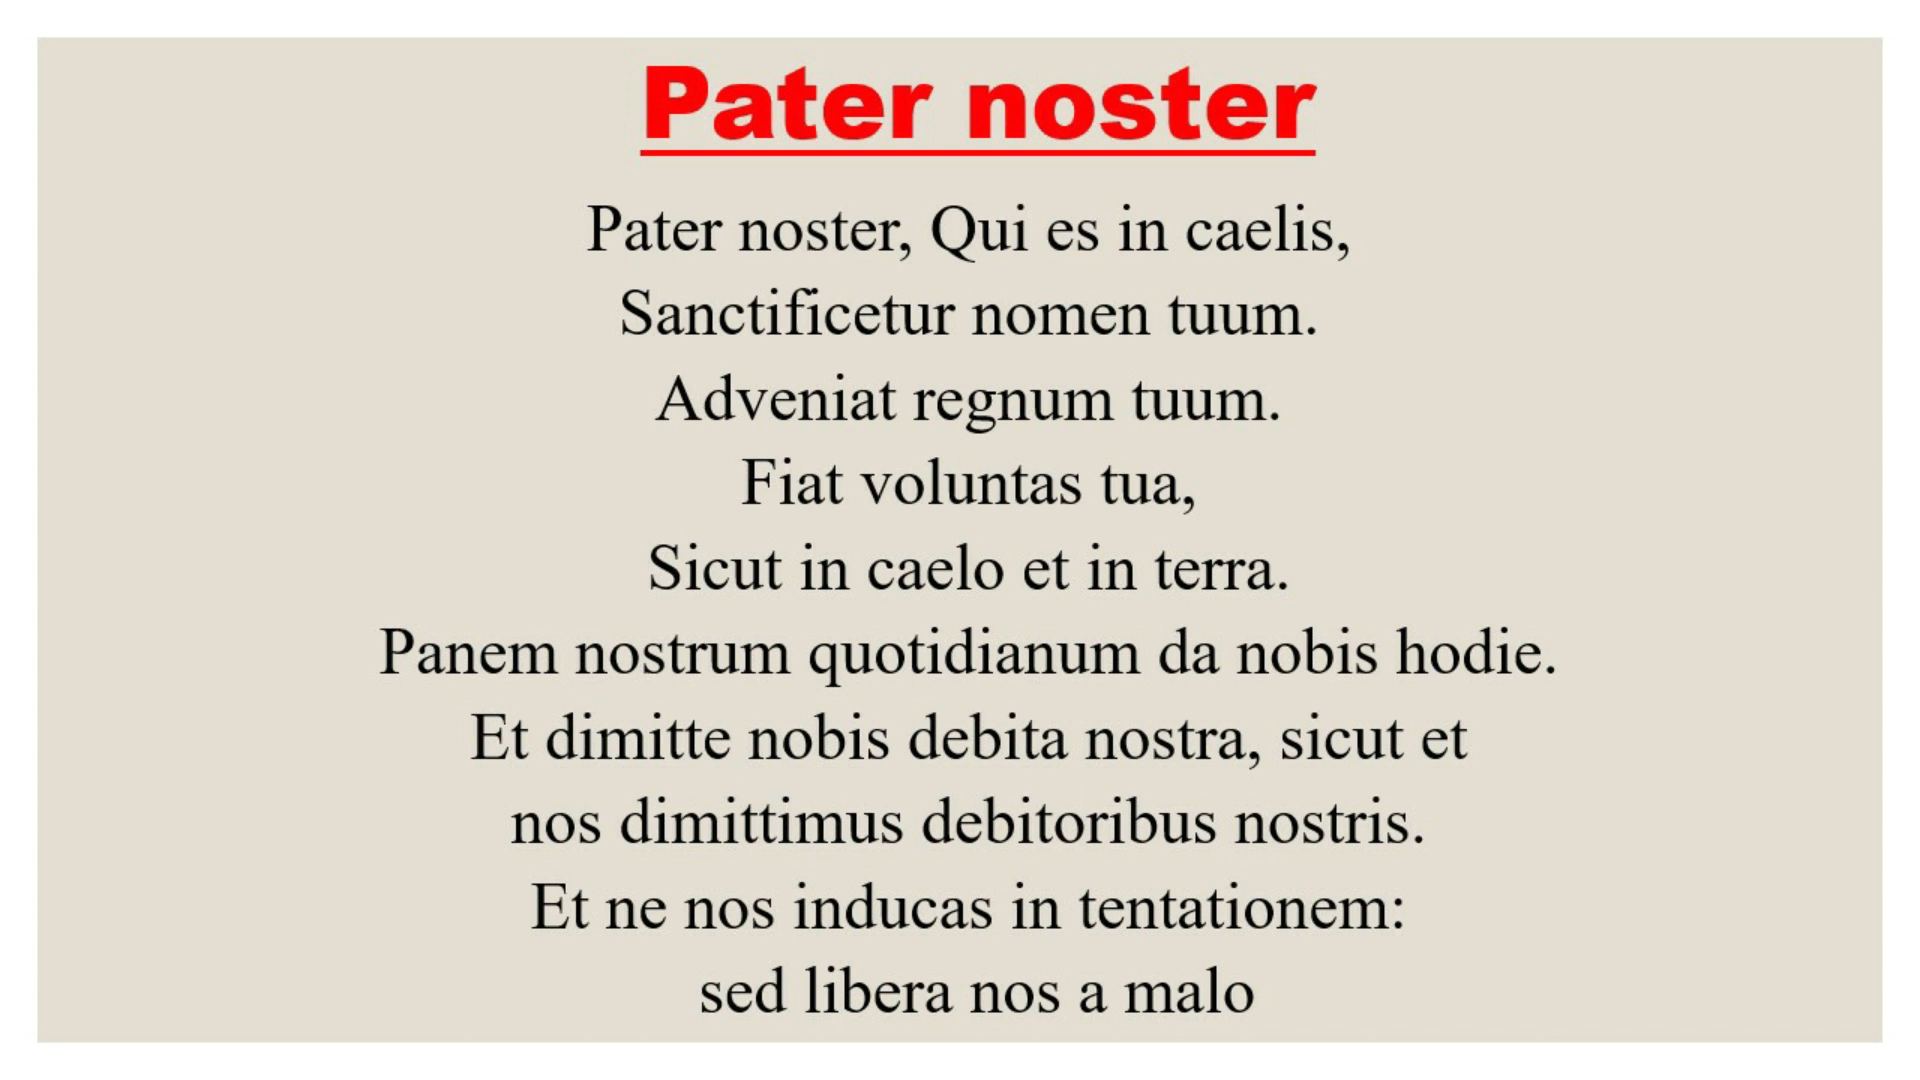 Pater noster
Pater noster, Qui es in caelis,
Sanctificetur nomen tuum.
Adveniat regnum tuum.
Fiat voluntas tua,
Sicut in caelo et in terra.
Panem nostrum quotidianum da nobis hodie.
Et dimitte nobis debita nostra, sicut et
nos dimittimus debitoribus nostris.
Et ne nos inducas in tentationem:
sed libera nos a malo